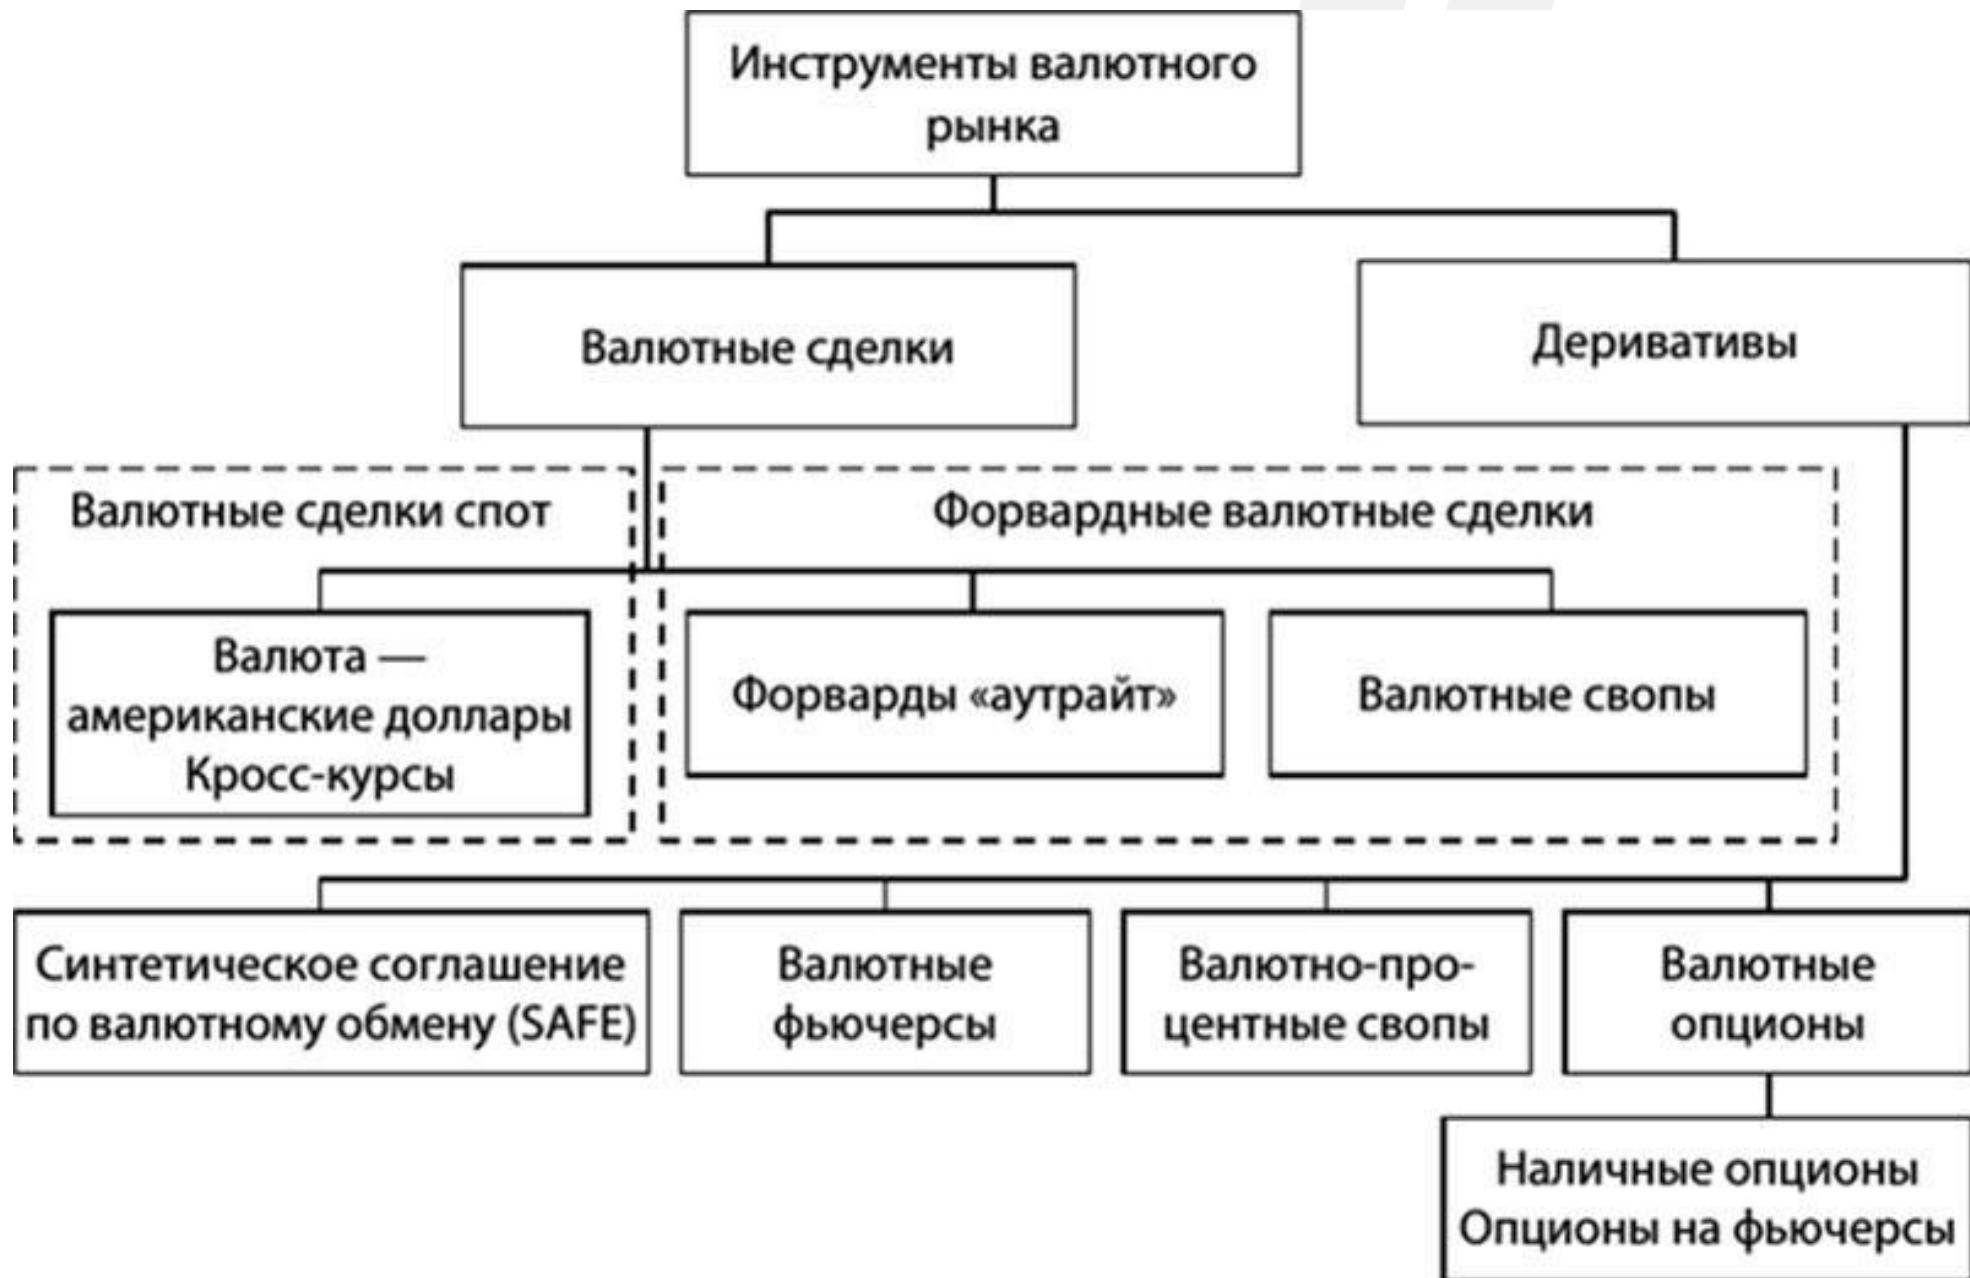 Инструменты валютного
рынка
Валютные сделки
Деривативы
Валютные сделки спот
Форвардные валютные сделки
Валюта —
американские доллары
Кросс-курсы
Форварды «аутрайт»
Валютные свопы
Синтетическое соглашение
по валютному обмену (SAFE)
Валютные
фьючерсы
Валютно-про-
центные свопы
Валютные
опционы
Наличные опционы
Опционы на фьючерсы